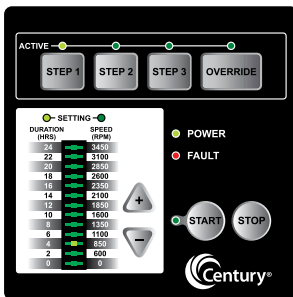 ACTIVE
STEP 1 STEP 2 STEP 3 OVERRIDE
SETTING
DURATION (HRS) SPEED (RPM)
24 3450
22 3100
20 2850
18 2600
16 2350
14 2100
12 1850
10 1600
8 1350
6 1100
4 850
2 600
0 0
POWER
FAULT
+
−
START STOP
Century®